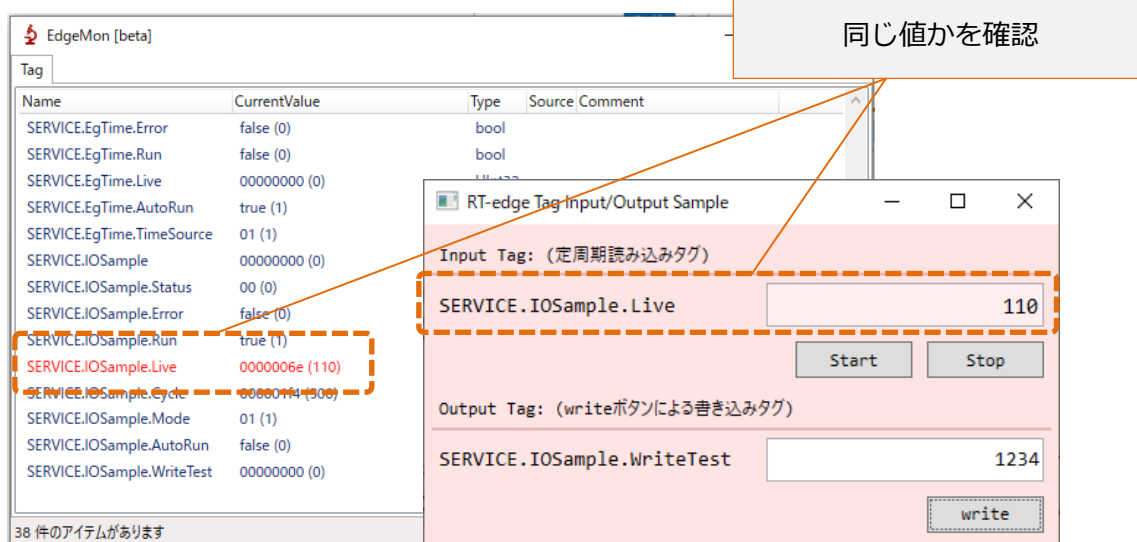 同じ値かを確認
EdgeMon [beta]
Tag
Name CurrentValue Type Source Comment
SERVICE.EgTime.Error false (0) bool
SERVICE.EgTime.Run false (0) bool
SERVICE.EgTime.Live 00000000 (0) UInt32
SERVICE.EgTime.AutoRun true (1)
SERVICE.EgTime.TimeSource 01 (1)
SERVICE.IOSample 00000000 (0)
SERVICE.IOSample.Status 00 (0)
SERVICE.IOSample.Error false (0)
SERVICE.IOSample.Run true (1)
SERVICE.IOSample.Live 0000006e (110)
SERVICE.IOSample.Cycle 000001f4 (500)
SERVICE.IOSample.Mode 01 (1)
SERVICE.IOSample.AutoRun false (0)
SERVICE.IOSample.WriteTest 00000000 (0)
38 件のアイテムがあります
RT-edge Tag Input/Output Sample
Input Tag: (定周期読み込みタグ)
SERVICE.IOSample.Live 110
Start Stop
Output Tag: (writeボタンによる書き込みタグ)
SERVICE.IOSample.WriteTest 1234
write